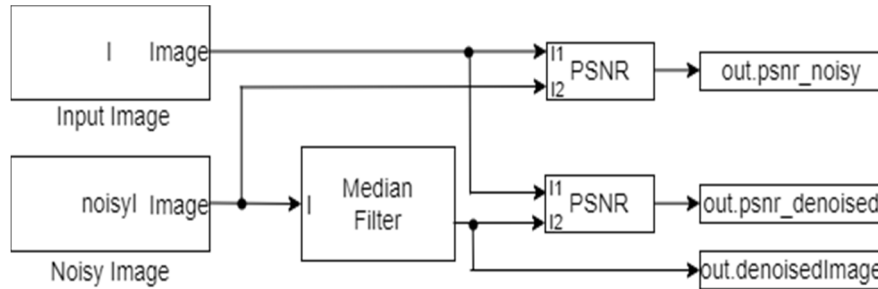 I Image
Input Image
I1
I2
PSNR
out.psnr_noisy
noisyI Image
Noisy Image
I
Median
Filter
I1
I2
PSNR
out.psnr_denoised
out.denoisedImage